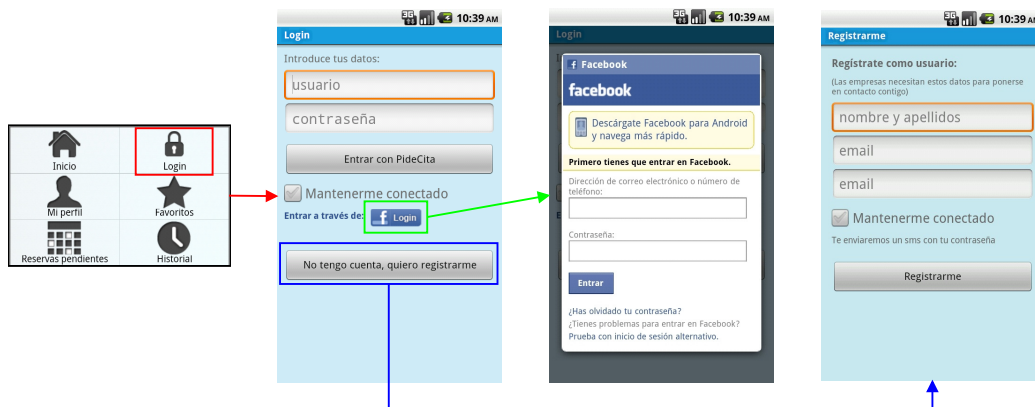 Inicio
Login
Mi perfil
Favoritos
Reservas pendientes
Historial
3G 10:39 AM
Login
Introduce tus datos:
usuario
contraseña
Entrar con PideCita
Mantenerme conectado
Entrar a través de: f Login
No tengo cuenta, quiero registrarme
3G 10:39 AM
Login
f Facebook
facebook
Descárgate Facebook para Android
y navega más rápido.
Primero tienes que entrar en Facebook.
Dirección de correo electrónico o número de
teléfono:
Contraseña:
Entrar
¿Has olvidado tu contraseña?
¿Tienes problemas para entrar en Facebook?
Prueba con inicio de sesión alternativo.
3G 10:39
Registrarme
Regístrate como usuario:
(Las empresas necesitan estos datos para ponerse
en contacto contigo)
nombre y apellidos
email
email
Mantenerme conectado
Te enviaremos un sms con tu contraseña
Registrarme